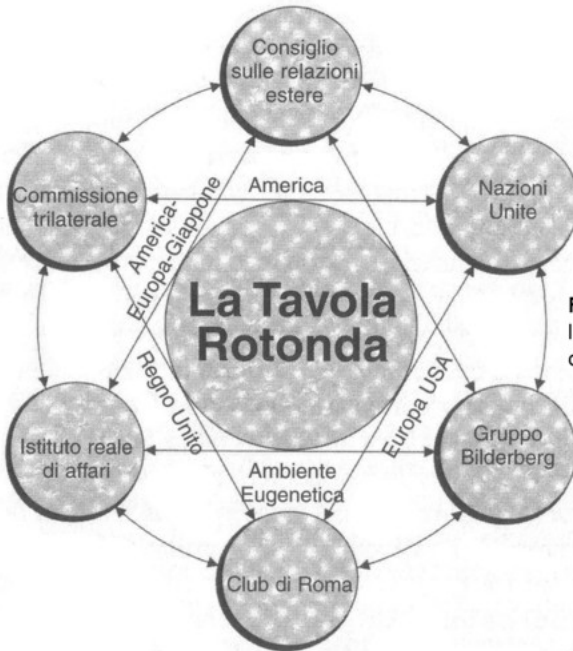 Consiglio
sulle relazioni
estere
Commissione
trilaterale
America
Nazioni
Unite
America-
Europa-Giappone
La Tavola
Rotonda
F
l
Regno Unito
Europa USA
Istituto reale
di affari
Gruppo
Bilderberg
Ambiente
Eugenetica
Club di Roma